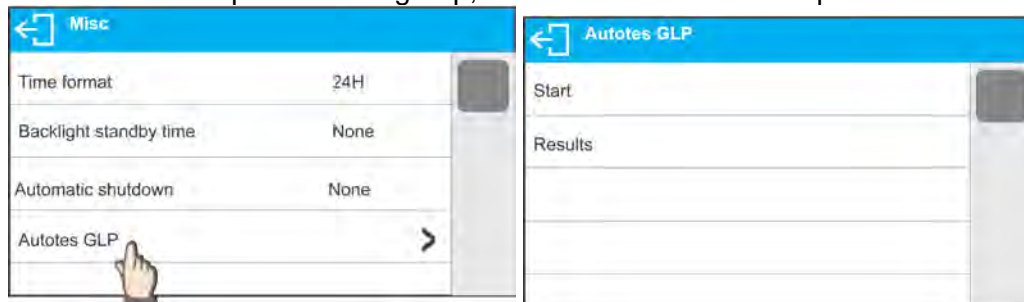 Misc
Time format 24H
Backlight standby time None
Automatic shutdown None
Autotes GLP >
Autotes GLP
Start
Results